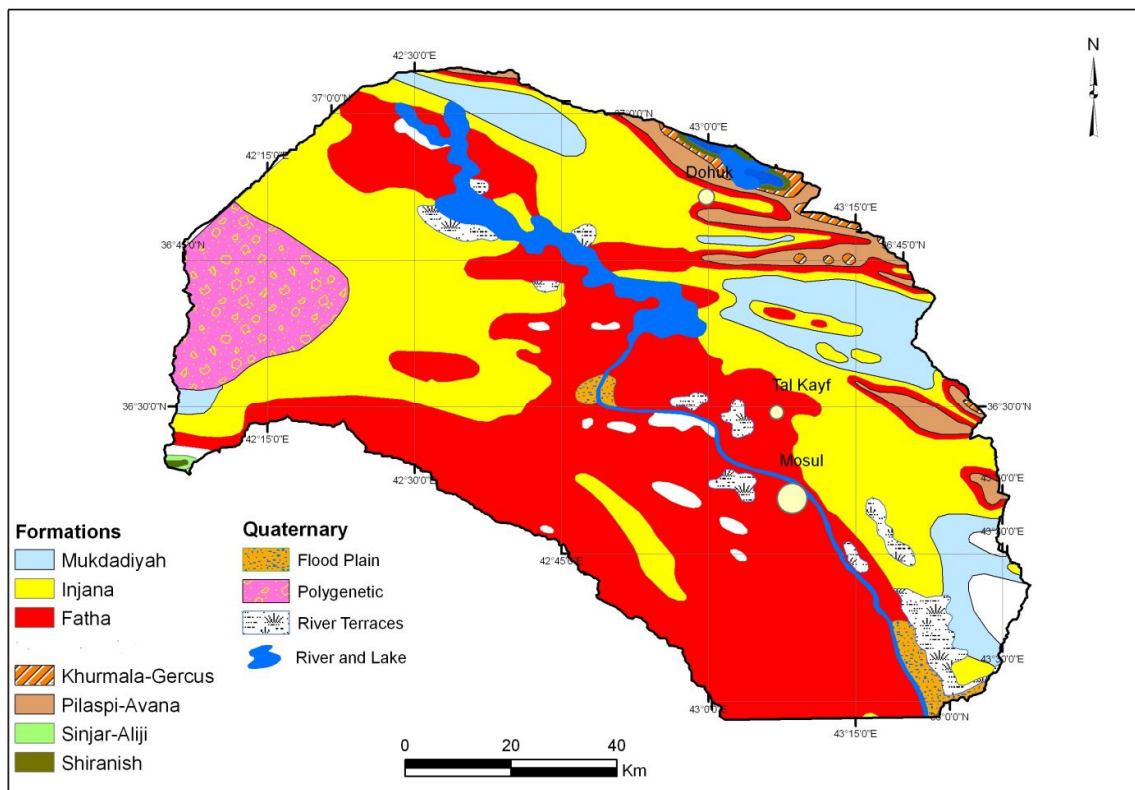 42°30'0"E
N
37°0'0"N
43°0'0"E
42°15'0"E
Dohuk
43°15'0"E
36°45'0"N
36°45'0"N
Tal Kayf
36°30'0"N
36°30'0"N
42°15'0"E
Mosul
42°30'0"E
42°45'0"E
43°30'0"E
43°0'0"E
43°15'0"E
Formations
Mukdadiyah
Injana
Fatha
Khurmala-Gercus
Pilaspi-Avana
Sinjar-Aliji
Shiranish
Quaternary
Flood Plain
Polygenetic
River Terraces
River and Lake
0 20 40
Km